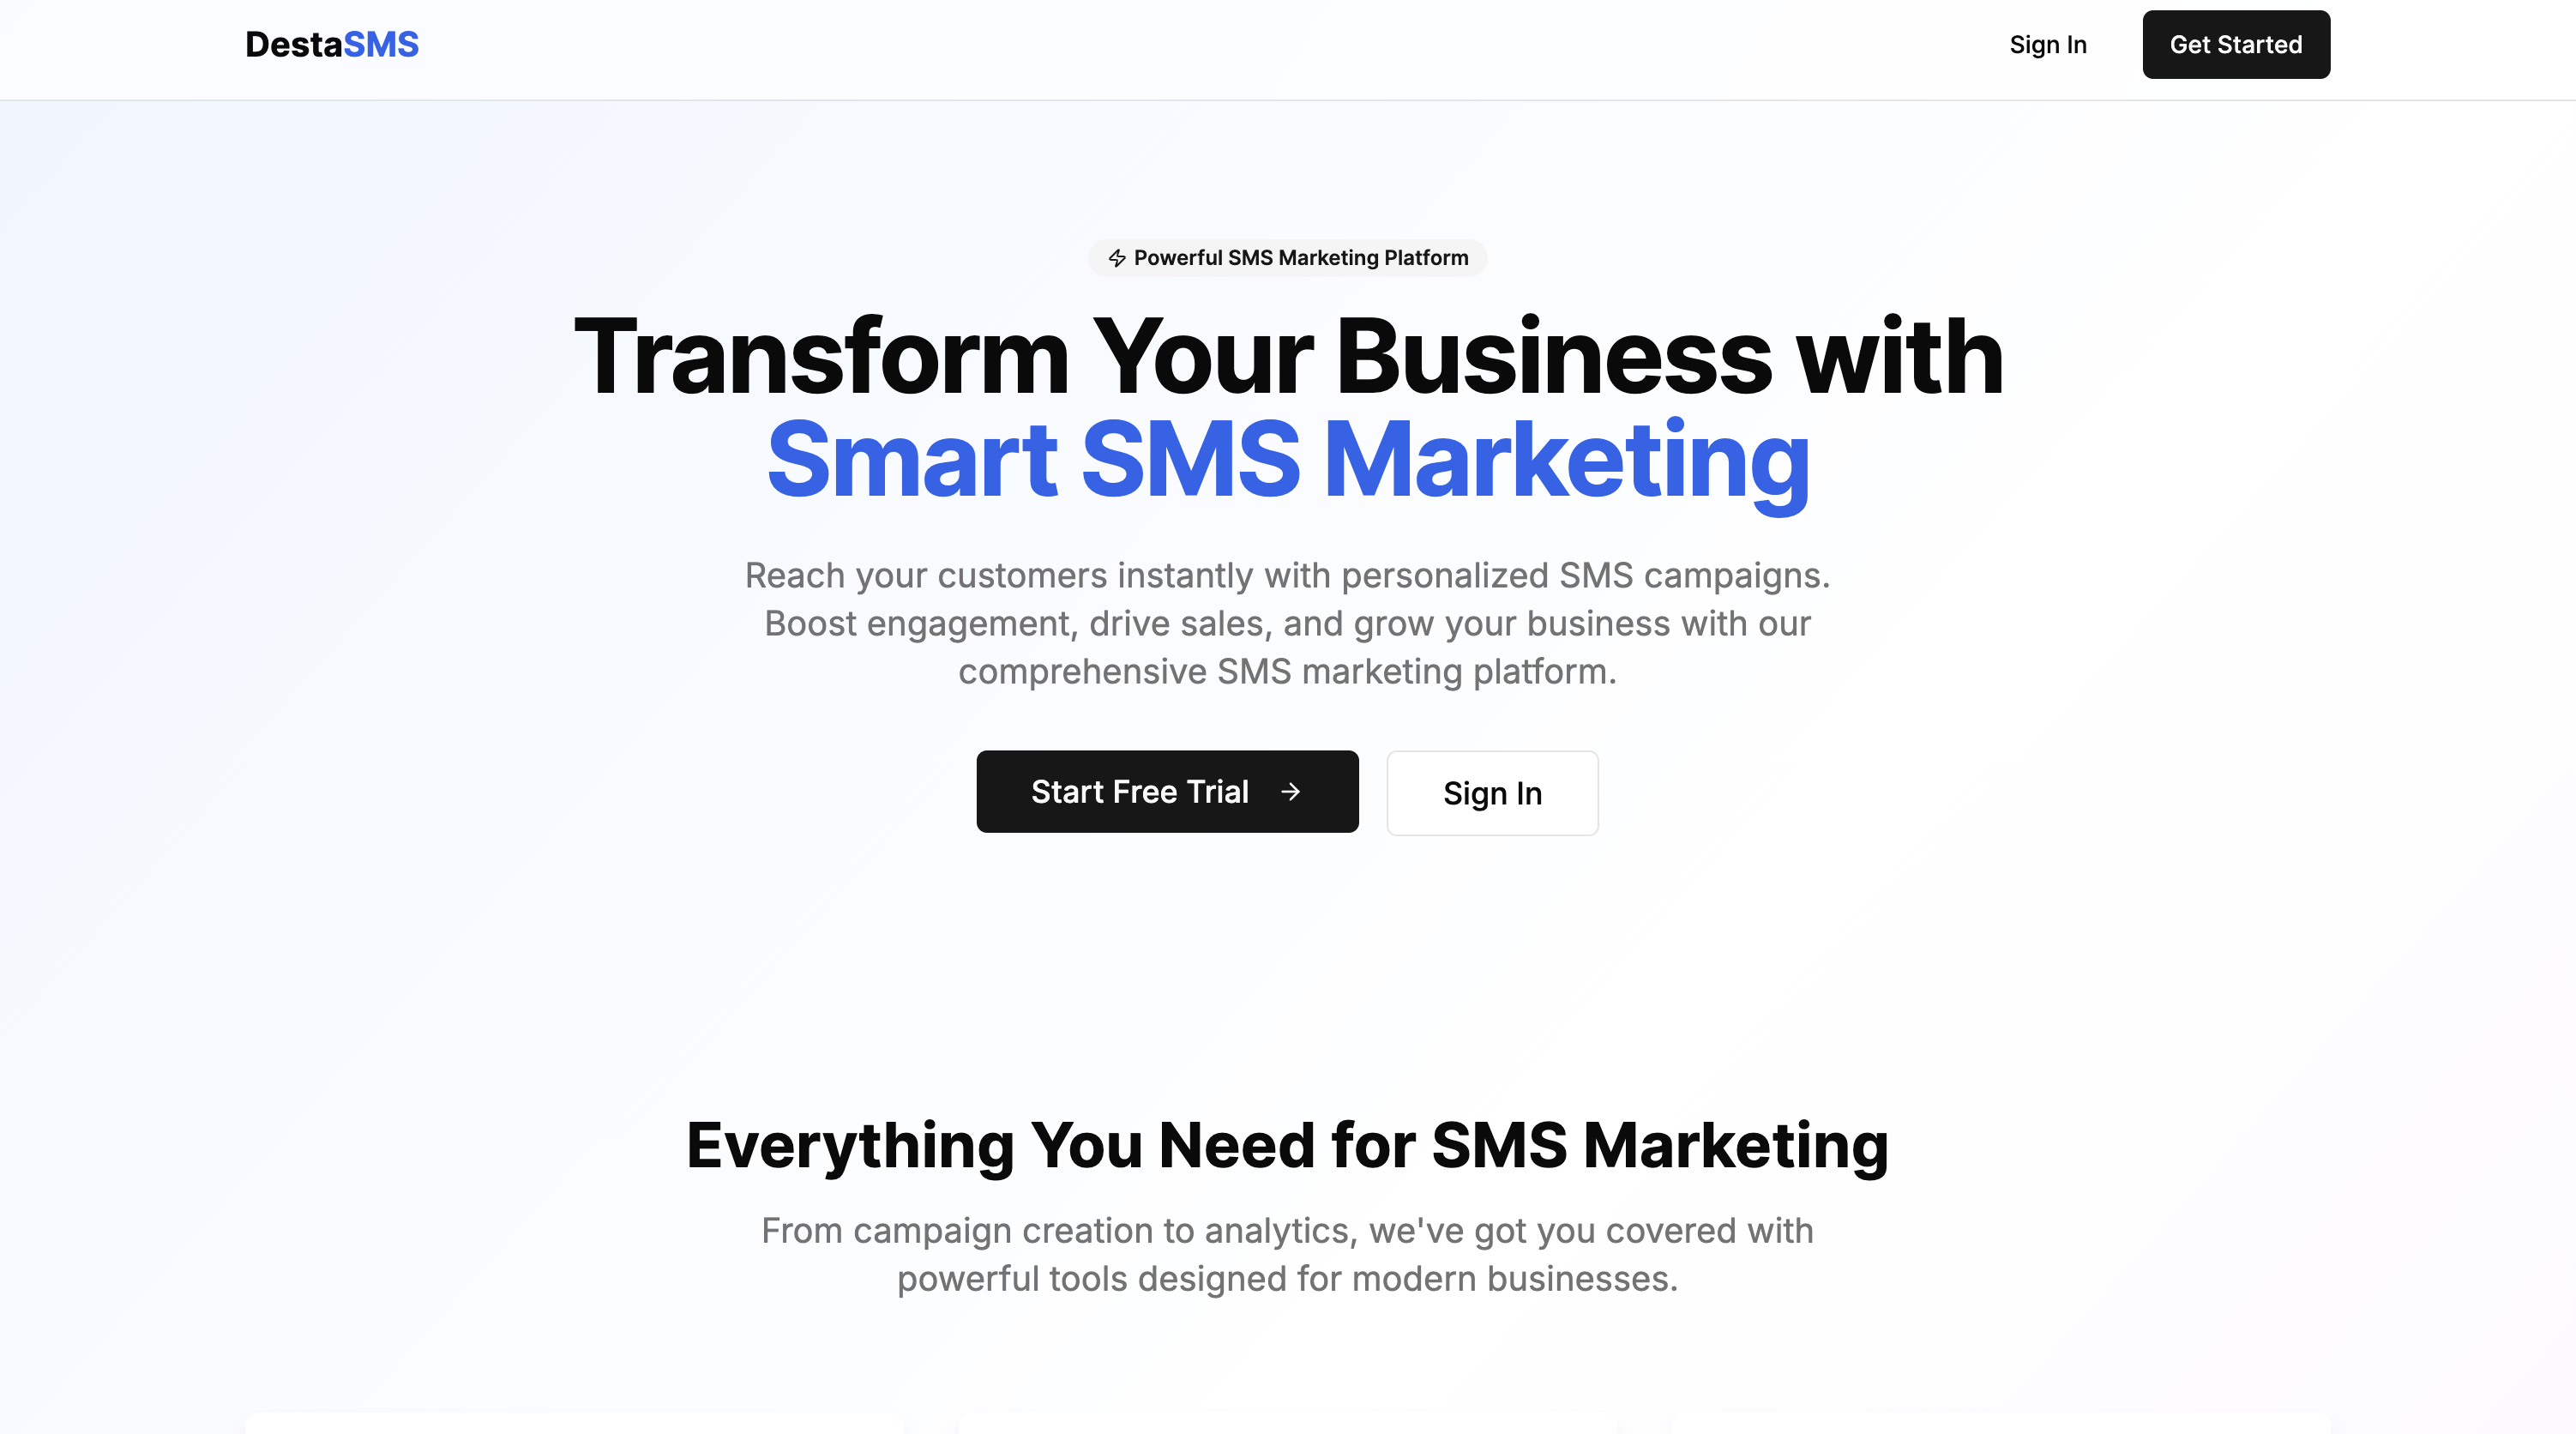 DestaSMS
Sign In
Get Started
Powerful SMS Marketing Platform
Transform Your Business with
Smart SMS Marketing
Reach your customers instantly with personalized SMS campaigns.
Boost engagement, drive sales, and grow your business with our
comprehensive SMS marketing platform.
Start Free Trial
Sign In
Everything You Need for SMS Marketing
From campaign creation to analytics, we've got you covered with
powerful tools designed for modern businesses.